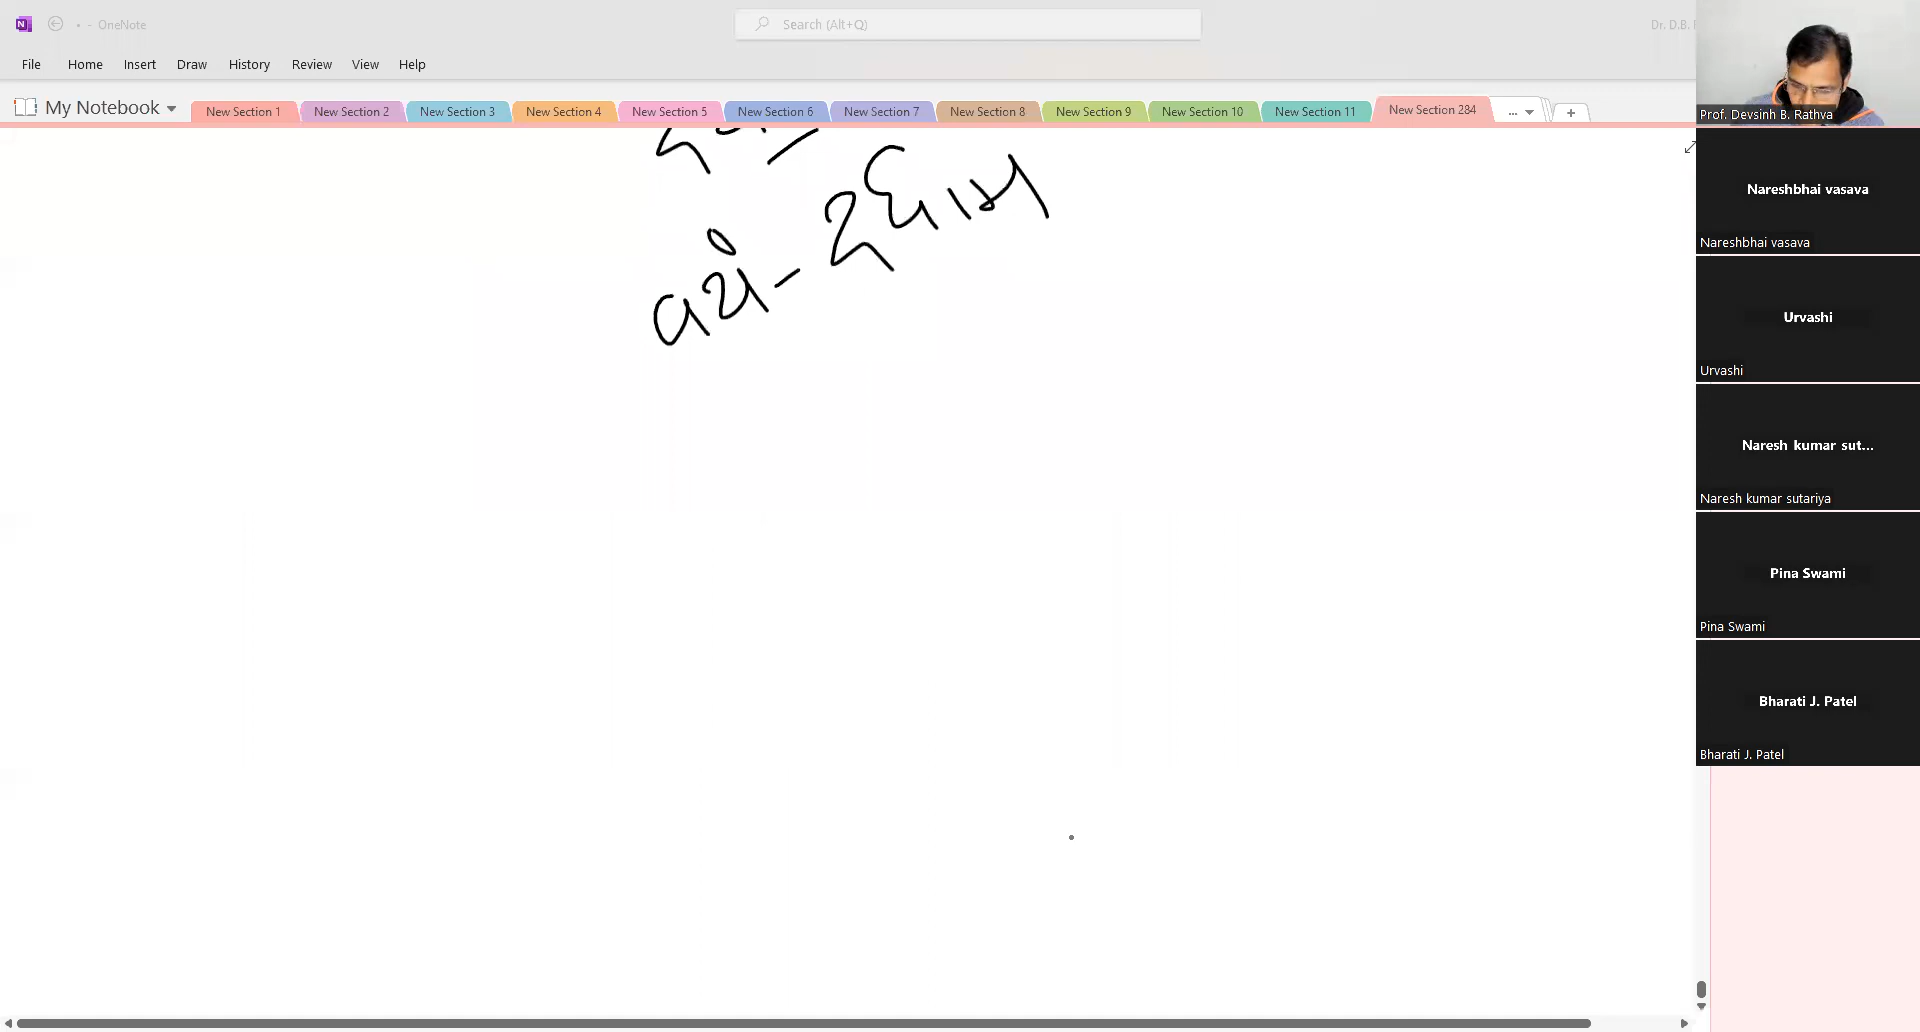 N
OneNote
Search (Alt+Q)
Dr. D.B.
File Home Insert Draw History Review View Help
My Notebook
New Section 1 New Section 2 New Section 3 New Section 4 New Section 5 New Section 6 New Section 7 New Section 8 New Section 9 New Section 10 New Section 11 New Section 284 ... +
Prof. Devsinh B. Rathva
Nareshbhai vasava
Nareshbhai vasava
Urvashi
Urvashi
Naresh kumar sut...
Naresh kumar sutariya
Pina Swami
Pina Swami
Bharati J. Patel
Bharati J. Patel